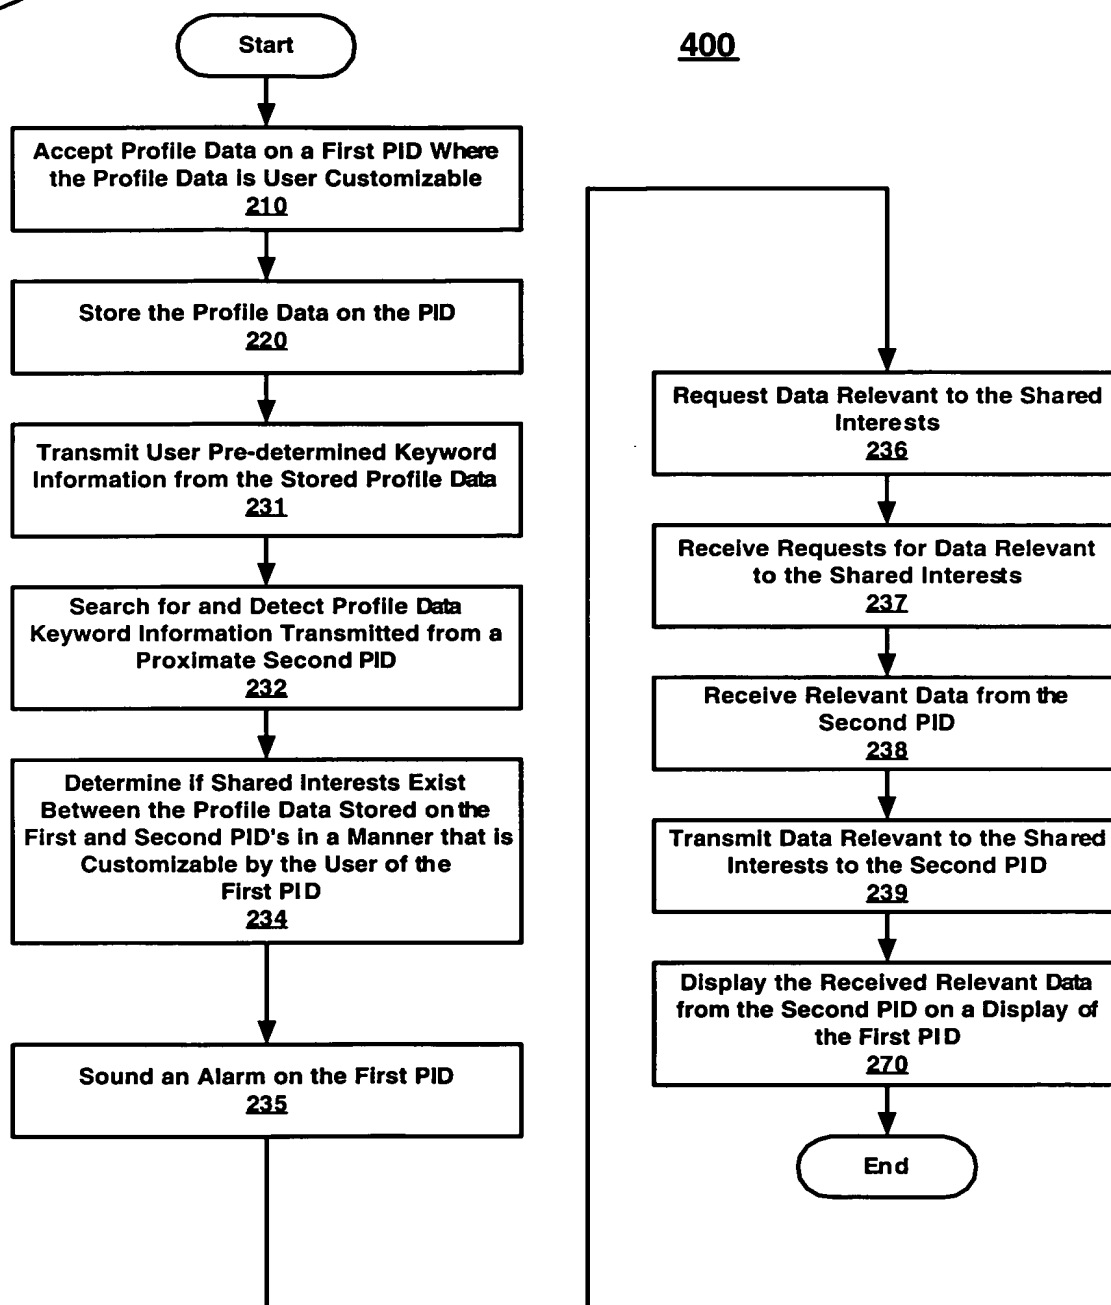 Start
400
Accept Profile Data on a First PID Where
the Profile Data is User Customizable
210
Store the Profile Data on the PID
220
Transmit User Pre-determined Keyword
Information from the Stored Profile Data
231
Search for and Detect Profile Data
Keyword Information Transmitted from a
Proximate Second PID
232
Determine if Shared Interests Exist
Between the Profile Data Stored on the
First and Second PID's in a Manner that is
Customizable by the User of the
First PID
234
Sound an Alarm on the First PID
235
Request Data Relevant to the Shared
Interests
236
Receive Requests for Data Relevant
to the Shared Interests
237
Receive Relevant Data from the
Second PID
238
Transmit Data Relevant to the Shared
Interests to the Second PID
239
Display the Received Relevant Data
from the Second PID on a Display of
the First PID
270
End